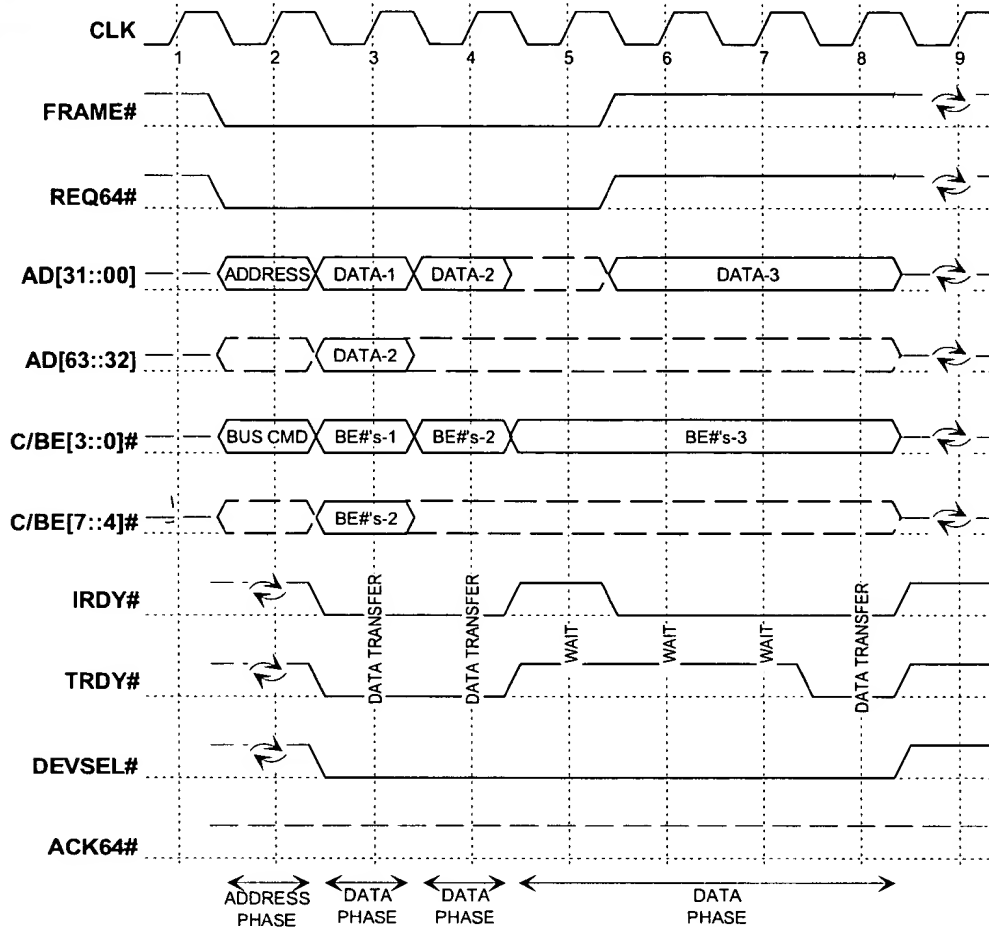 CLK
1 2 3 4 5 6 7 8 9
FRAME#
REQ64#
AD[31::00]
ADDRESS DATA-1 DATA-2 DATA-3
AD[63::32]
DATA-2
C/BE[3::0]#
BUS CMD BE#'s-1 BE#'s-2 BE#'s-3
C/BE[7::4]#
BE#'s-2
IRDY#
TRDY#
DATA TRANSFER
DATA TRANSFER
WAIT
WAIT
WAIT
DATA TRANSFER
DEVSEL#
ACK64#
ADDRESS PHASE
DATA PHASE
DATA PHASE
DATA PHASE